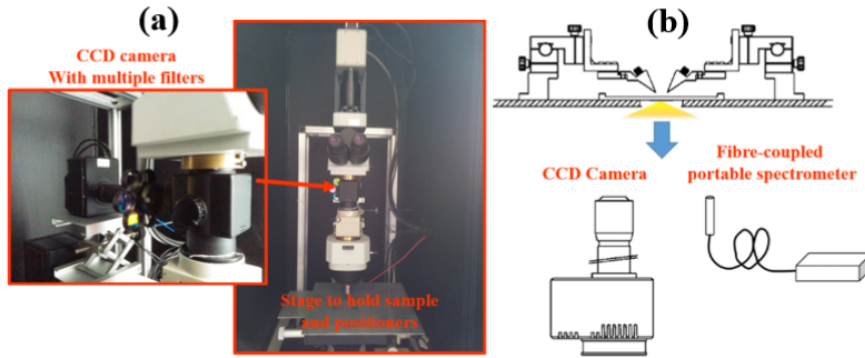 (a)
CCD camera
With multiple filters
Stage to hold sample
and positioners
(b)
CCD Camera
Fibre-coupled
portable spectrometer